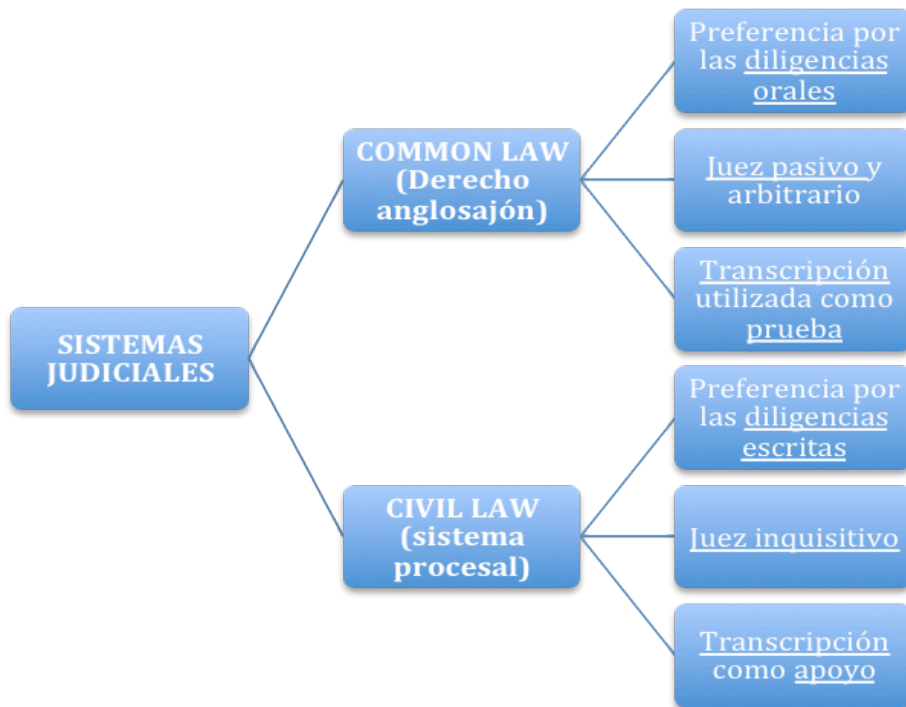 SISTEMAS
JUDICIALES
COMMON LAW
(Derecho
anglosajón)
Preferencia por
las diligencias
orales
Juez pasivo y
arbitrario
Transcripción
utilizada como
prueba
CIVIL LAW
(sistema
procesal)
Preferencia por
las diligencias
escritas
Juez inquisitivo
Transcripción
como apoyo